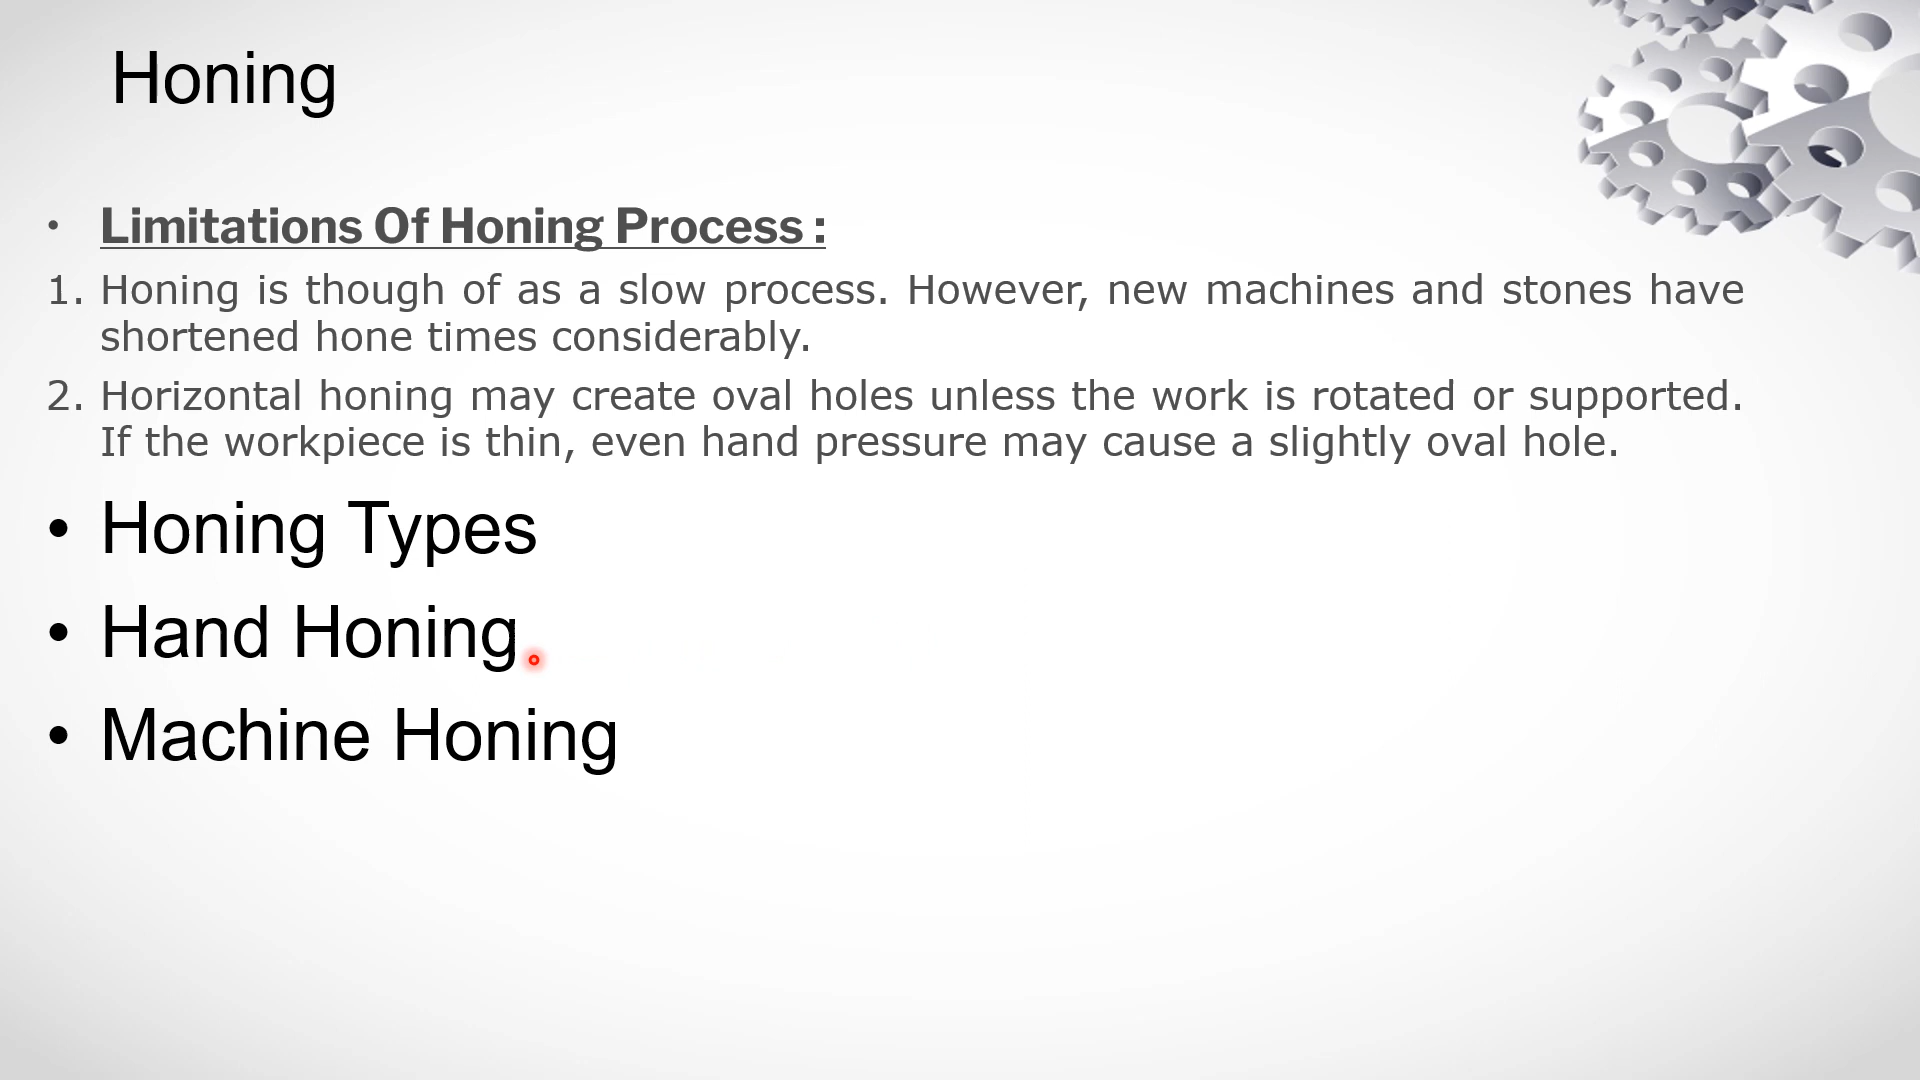 Honing
• Limitations Of Honing Process :
1. Honing is though of as a slow process. However, new machines and stones have
shortened hone times considerably.
2. Horizontal honing may create oval holes unless the work is rotated or supported.
If the workpiece is thin, even hand pressure may cause a slightly oval hole.
• Honing Types
• Hand Honing
• Machine Honing